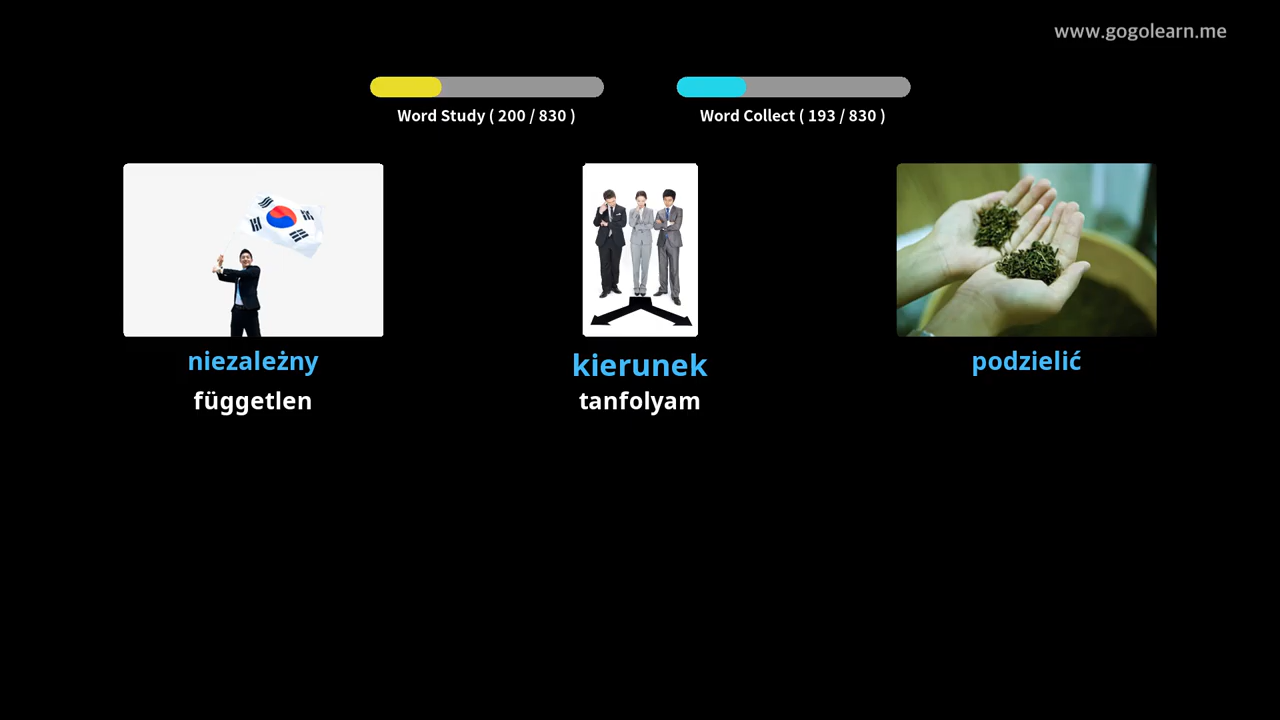 www.gogolearn.me
Word Study ( 200 / 830 )
Word Collect ( 193 / 830 )
niezależny
független
kierunek
tanfolyam
podzielić